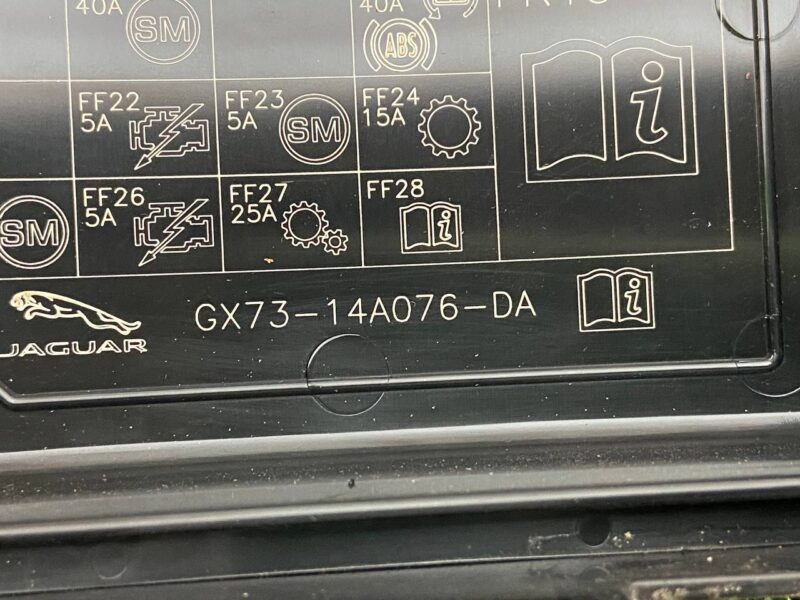 40A
SM
40A
ABS
FF22
5A
FF23
5A
SM
FF24
15A
i
SM
FF26
5A
FF27
25A
FF28
i
JAGUAR
GX73-14A076-DA
i